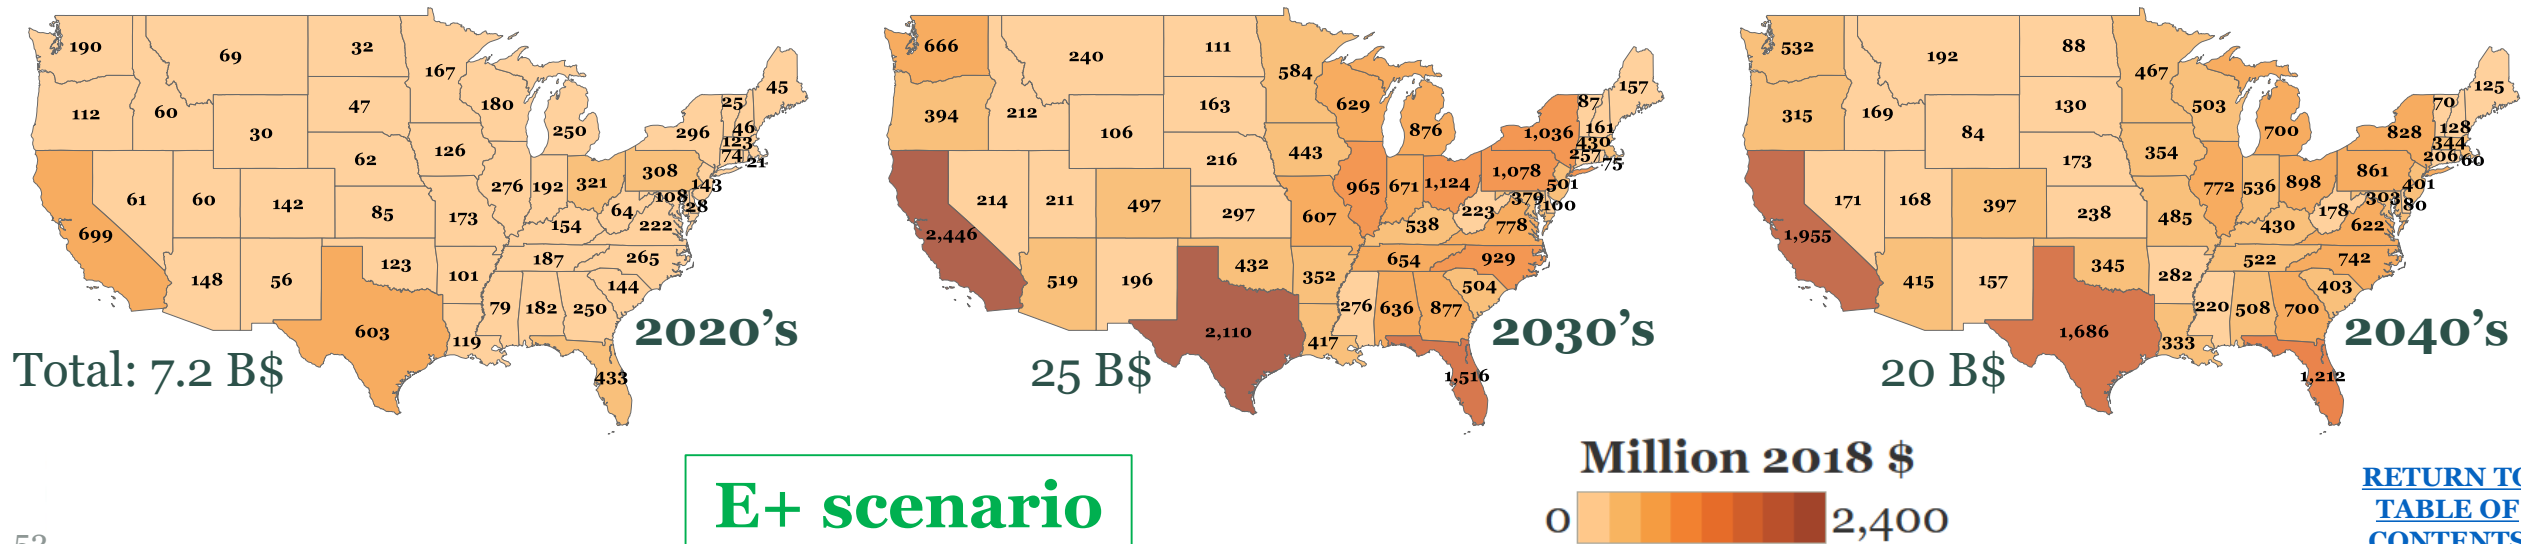 190 69 32 167 180 250 296 25 46 123 74 21 45
112 60 30 47 126 276 192 321 308 143 108 28
61 60 142 62 85 173 154 64 222
699 148 56 123 101 187 265 144
603 119 79 182 250 433
2020's
Total: 7.2 B$
666 240 111 584 629 876 1,036 87 161 430 257 75 157
394 212 106 163 443 965 671 1,124 1,078 501 379 100
214 211 497 216 297 607 538 223 778
2,446 519 196 432 352 654 929 504
2,110 417 276 636 877 1,516
2030's
25 B$
532 192 88 467 503 700 828 70 128 344 206 60 125
315 169 84 130 354 772 536 898 861 401 303 80
171 168 397 173 238 485 430 178 622
1,955 415 157 345 282 522 742 403
1,686 333 220 508 700 1,212
2040's
20 B$
E+ scenario
Million 2018 $
0 2,400
RETURN TO
TABLE OF
CONTENTS
52